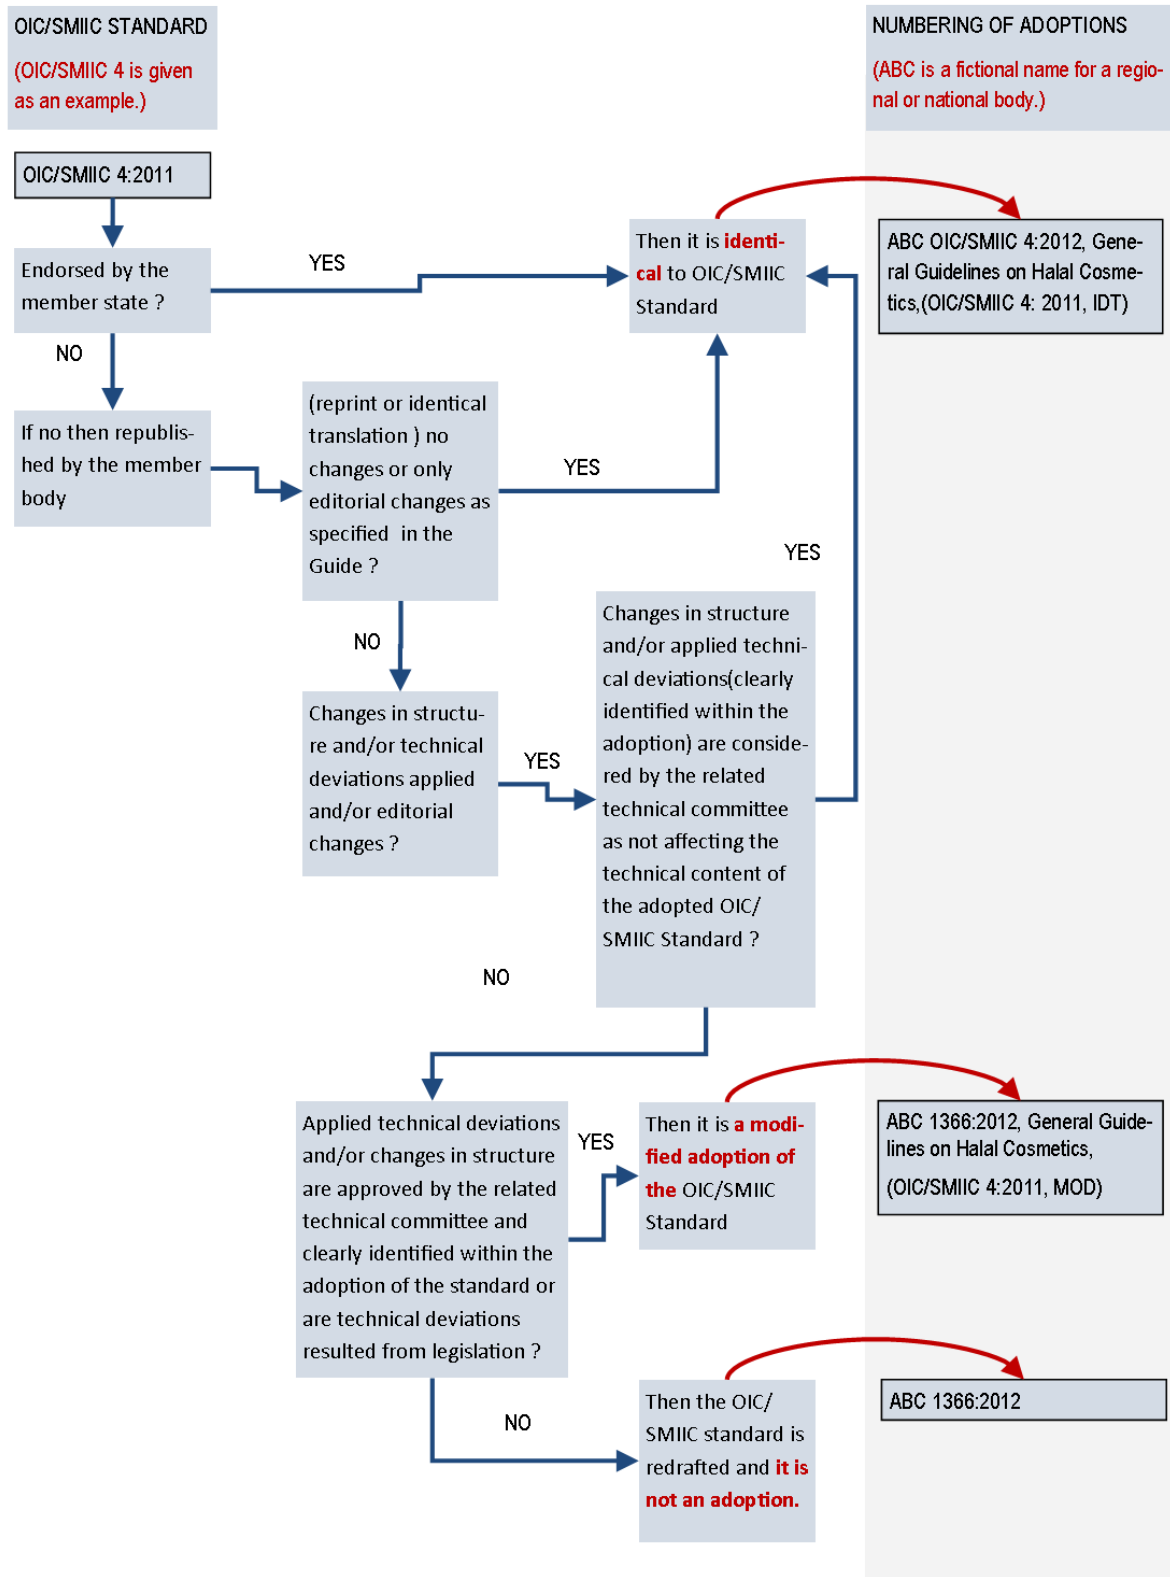 OIC/SMIIC STANDARD
(OIC/SMIIC 4 is given
as an example.)
NUMBERING OF ADOPTIONS
(ABC is a fictional name for a regio-
nal or national body.)
OIC/SMIIC 4:2011
Endorsed by the
member state ?
YES
NO
Then it is identi-
cal to OIC/SMIIC
Standard
ABC OIC/SMIIC 4:2012, Gene-
ral Guidelines on Halal Cosme-
tics,(OIC/SMIIC 4: 2011, IDT)
If no then republis-
hed by the member
body
(reprint or identical
translation ) no
changes or only
editorial changes as
specified in the
Guide ?
YES
NO
YES
Changes in structu-
re and/or technical
deviations applied
and/or editorial
changes ?
YES
Changes in structure
and/or applied techni-
cal deviations(clearly
identified within the
adoption) are conside-
red by the related
technical committee
as not affecting the
technical content of
the adopted OIC/
SMIIC Standard ?
NO
Applied technical deviations
and/or changes in structure
are approved by the related
technical committee and
clearly identified within the
adoption of the standard or
are technical deviations
resulted from legislation ?
YES
Then it is a modi-
fied adoption of
the OIC/SMIIC
Standard
ABC 1366:2012, General Guide-
lines on Halal Cosmetics,
(OIC/SMIIC 4:2011, MOD)
NO
Then the OIC/
SMIIC standard is
redrafted and it is
not an adoption.
ABC 1366:2012